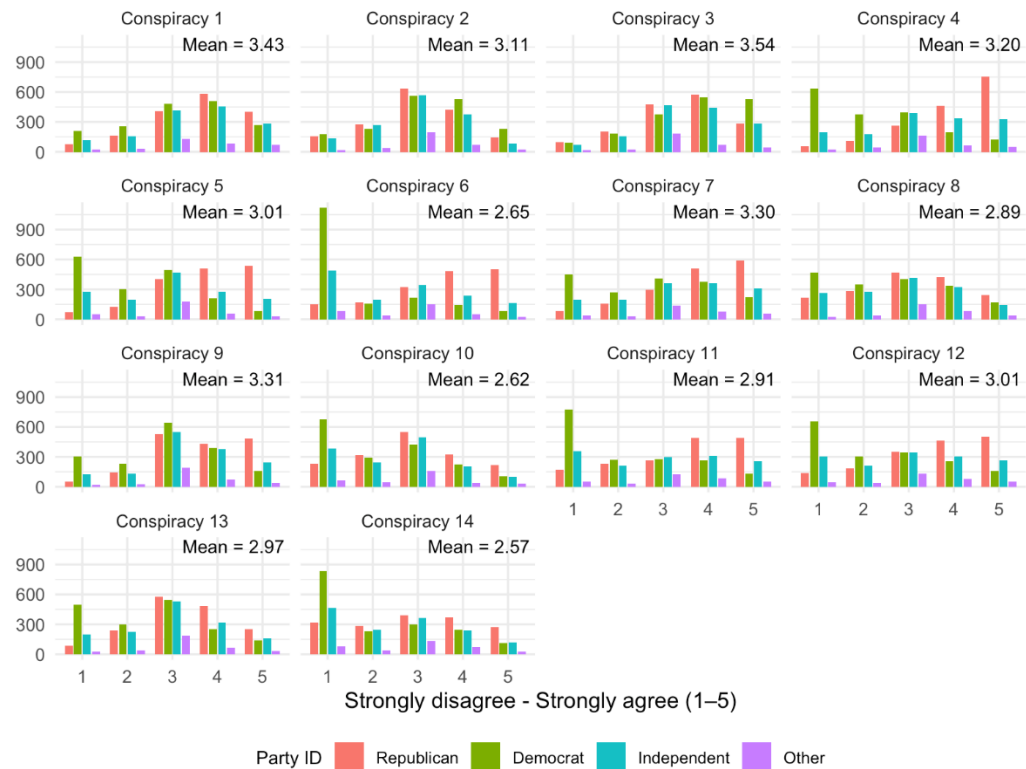 Conspiracy 1 Conspiracy 2 Conspiracy 3 Conspiracy 4
Mean = 3.43 Mean = 3.11 Mean = 3.54 Mean = 3.20
900
600
300
0
Conspiracy 5 Conspiracy 6 Conspiracy 7 Conspiracy 8
Mean = 3.01 Mean = 2.65 Mean = 3.30 Mean = 2.89
900
600
300
0
Conspiracy 9 Conspiracy 10 Conspiracy 11 Conspiracy 12
Mean = 3.31 Mean = 2.62 Mean = 2.91 Mean = 3.01
900
600
300
0
1 2 3 4 5 1 2 3 4 5
Conspiracy 13 Conspiracy 14
Mean = 2.97 Mean = 2.57
900
600
300
0
1 2 3 4 5 1 2 3 4 5
Strongly disagree - Strongly agree (1–5)
Party ID Republican Democrat Independent Other